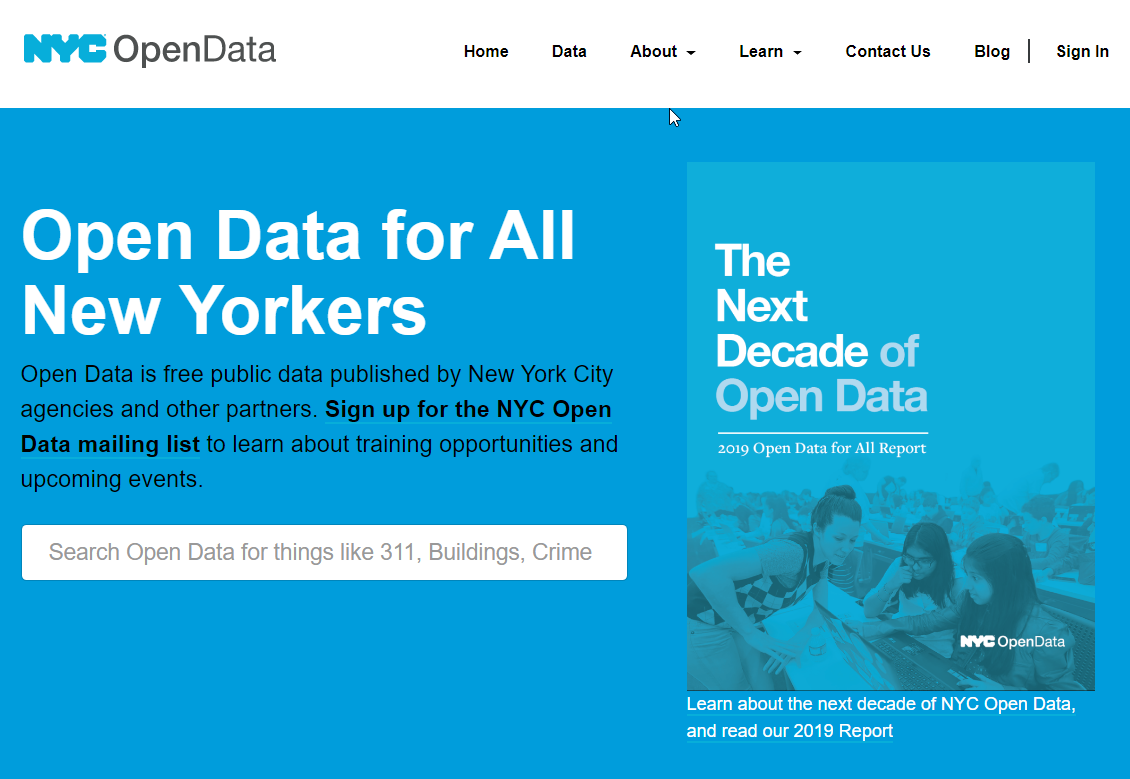 NYC OpenData
Home Data About Learn Contact Us Blog Sign In
Open Data for All
New Yorkers
Open Data is free public data published by New York City
agencies and other partners. Sign up for the NYC Open
Data mailing list to learn about training opportunities and
upcoming events.
Search Open Data for things like 311, Buildings, Crime
The
Next
Decade of
Open Data
2019 Open Data for All Report
NYC OpenData
Learn about the next decade of NYC Open Data,
and read our 2019 Report